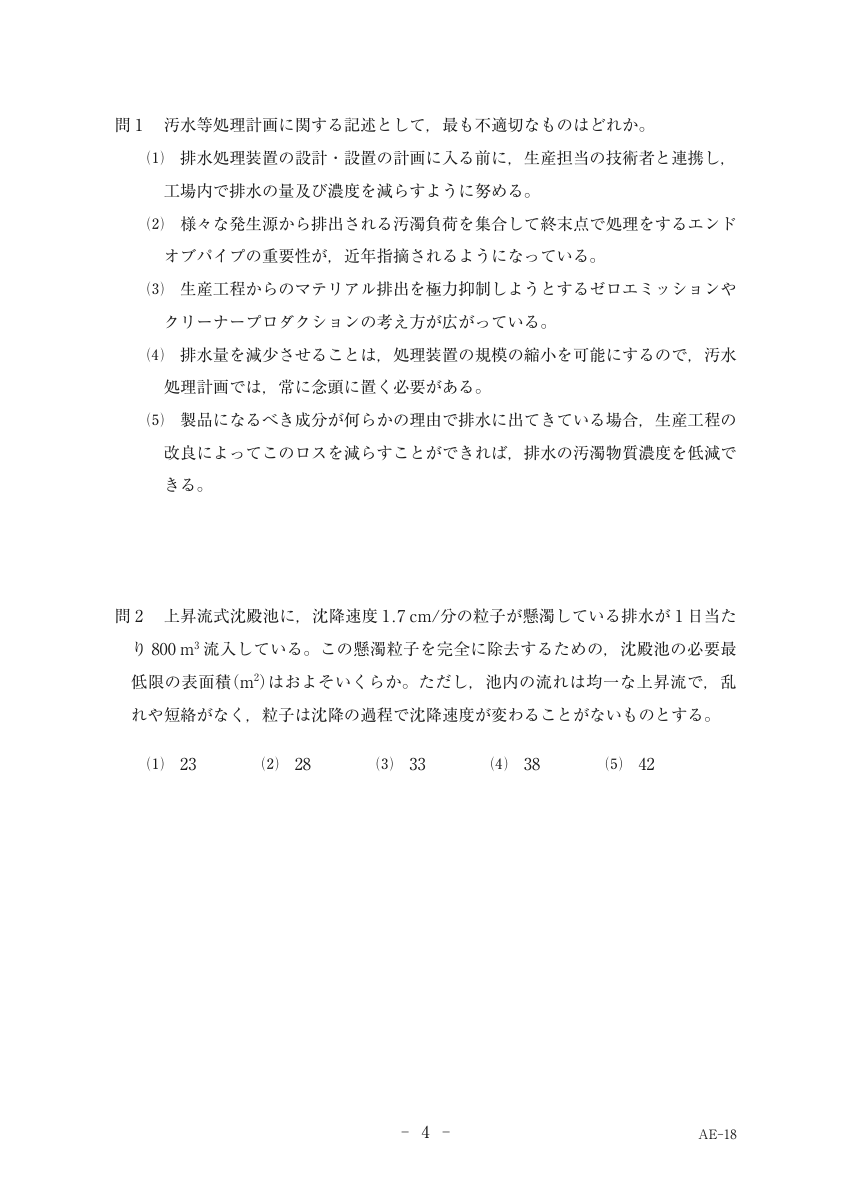 問1　汚水等処理計画に関する記述として，最も不適切なものはどれか。
⑴　排水処理装置の設計・設置の計画に入る前に，生産担当の技術者と連携し，
工場内で排水の量及び濃度を減らすように努める。
⑵　様々な発生源から排出される汚濁負荷を集合して終末点で処理をするエンド
オブパイプの重要性が，近年指摘されるようになっている。
⑶　生産工程からのマテリアル排出を極力抑制しようとするゼロエミッションや
クリーナープロダクションの考え方が広がっている。
⑷　排水量を減少させることは，処理装置の規模の縮小を可能にするので，汚水
処理計画では，常に念頭に置く必要がある。
⑸　製品になるべき成分が何らかの理由で排水に出てきている場合，生産工程の
改良によってこのロスを減らすことができれば，排水の汚濁物質濃度を低減で
きる。
問2　上昇流式沈殿池に，沈降速度 1.7 cm/分の粒子が懸濁している排水が 1 日当た
り 800 m³ 流入している。この懸濁粒子を完全に除去するための，沈殿池の必要最
低限の表面積(m²)はおよそいくらか。ただし，池内の流れは均一な上昇流で，乱
れや短絡がなく，粒子は沈降の過程で沈降速度が変わることがないものとする。
⑴　23　⑵　28　⑶　33　⑷　38　⑸　42
－ 4 －
AE−18